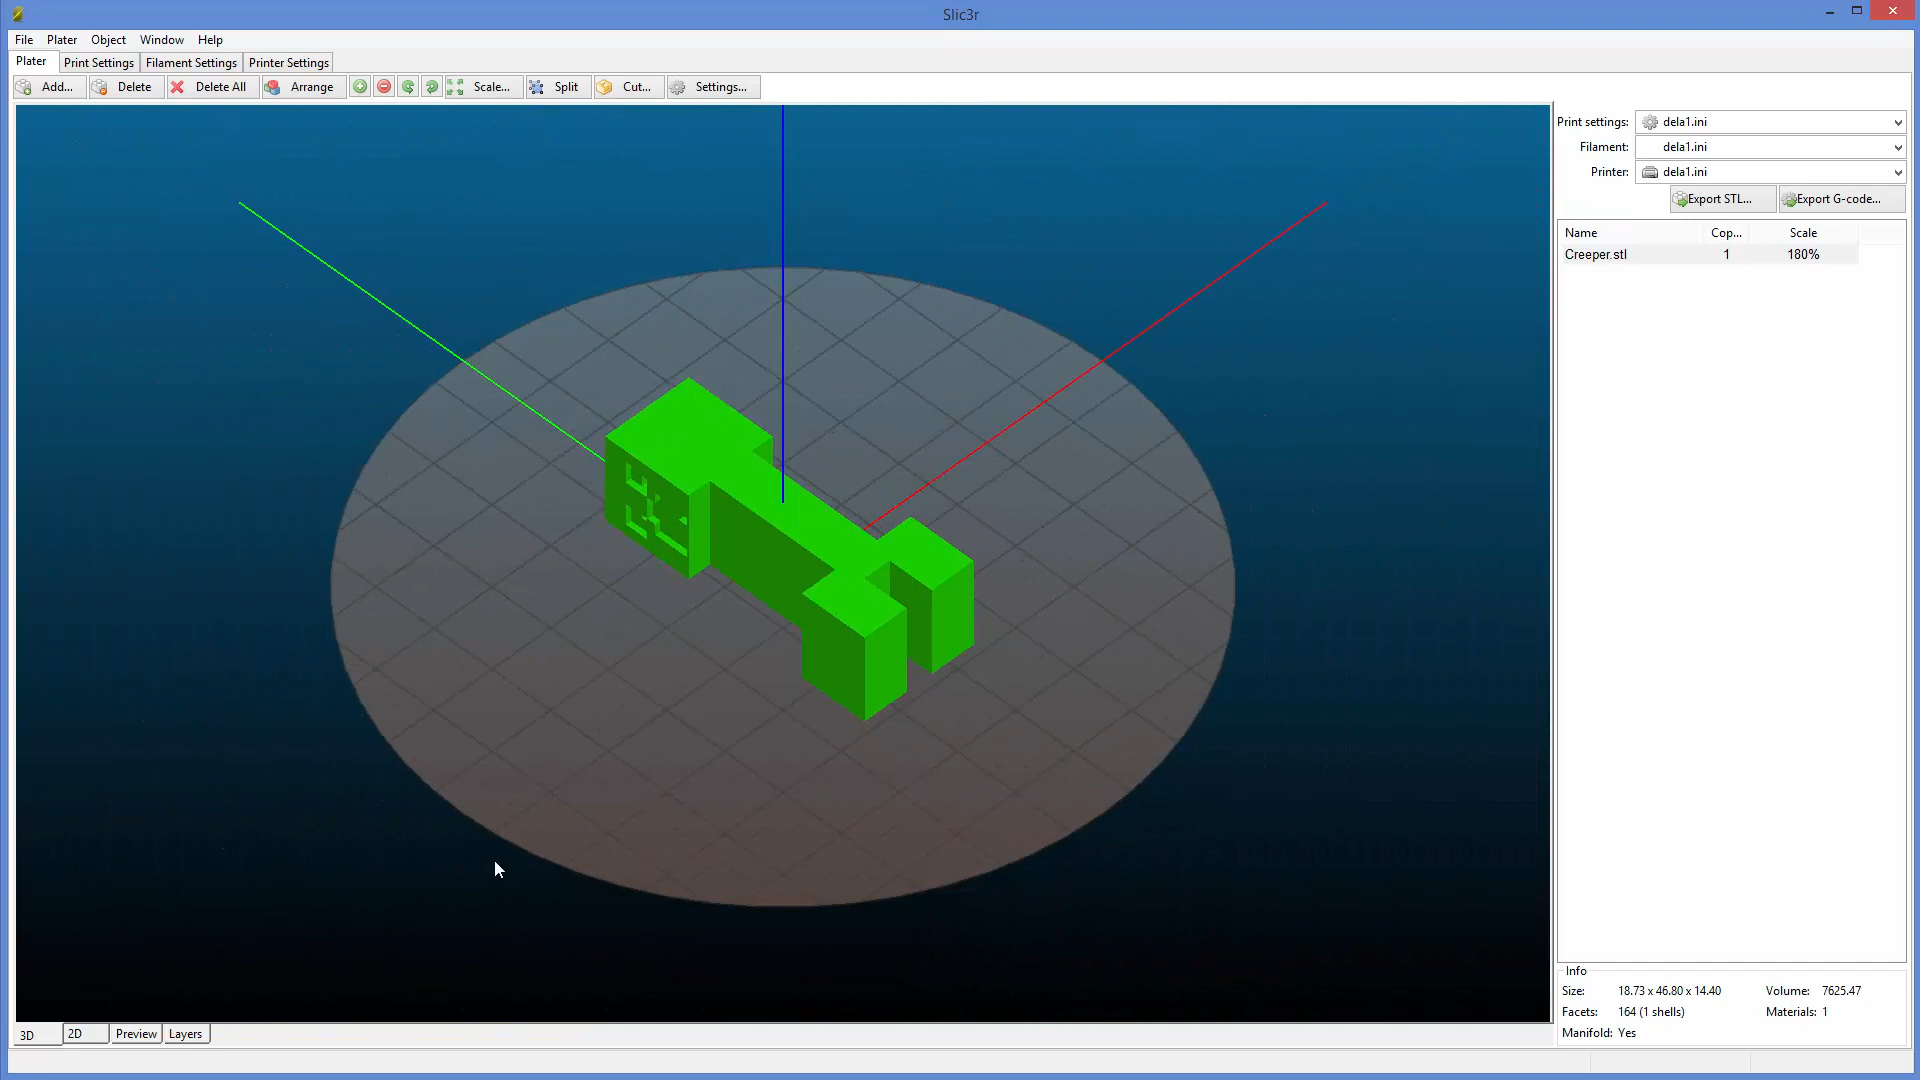 Slic3r
File Plater Object Window Help
Plater Print Settings Filament Settings Printer Settings
Add... Delete Delete All Arrange Scale... Split Cut... Settings...
Print settings: dela1.ini
Filament: dela1.ini
Printer: dela1.ini
Export STL... Export G-code...
Name Cop... Scale
Creeper.stl 1 180%
Info
Size: 18.73 x 46.80 x 14.40 Volume: 7625.47
Facets: 164 (1 shells) Materials: 1
Manifold: Yes
3D 2D Preview Layers